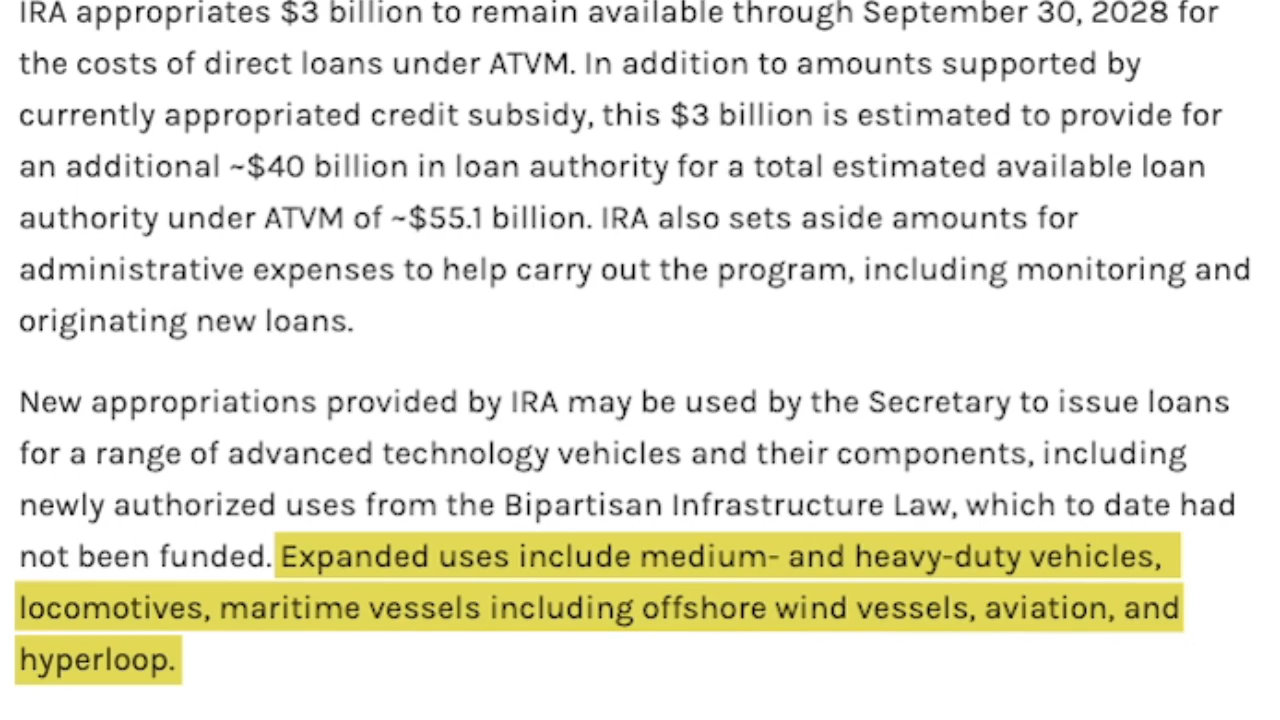 IRA appropriates $3 billion to remain available through September 30, 2028 for
the costs of direct loans under ATVM. In addition to amounts supported by
currently appropriated credit subsidy, this $3 billion is estimated to provide for
an additional ~$40 billion in loan authority for a total estimated available loan
authority under ATVM of ~$55.1 billion. IRA also sets aside amounts for
administrative expenses to help carry out the program, including monitoring and
originating new loans.
New appropriations provided by IRA may be used by the Secretary to issue loans
for a range of advanced technology vehicles and their components, including
newly authorized uses from the Bipartisan Infrastructure Law, which to date had
not been funded. Expanded uses include medium- and heavy-duty vehicles,
locomotives, maritime vessels including offshore wind vessels, aviation, and
hyperloop.